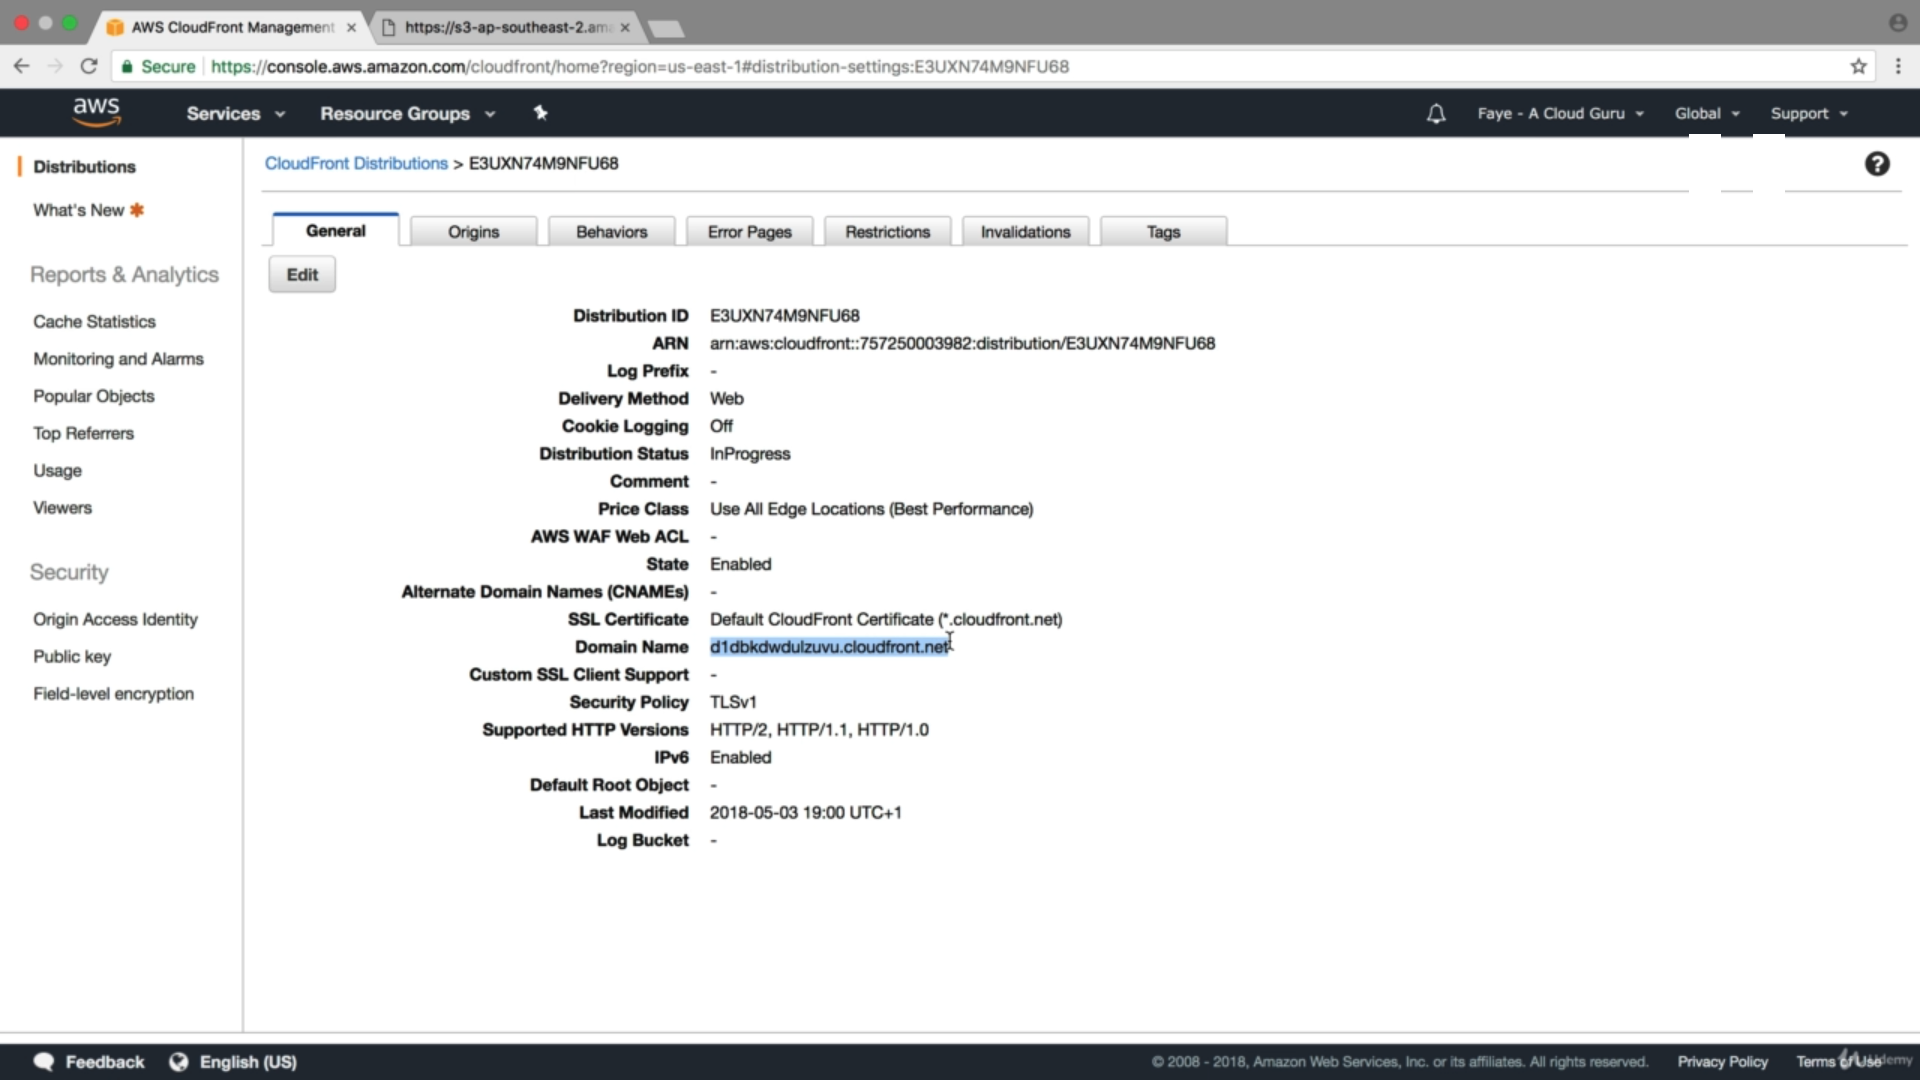 AWS CloudFront Management
https://s3-ap-southeast-2.ama
Secure https://console.aws.amazon.com/cloudfront/home?region=us-east-1#distribution-settings:E3UXN74M9NFU68
aws Services Resource Groups Faye - A Cloud Guru Global Support
Distributions
What's New
Reports & Analytics
Cache Statistics
Monitoring and Alarms
Popular Objects
Top Referrers
Usage
Viewers
Security
Origin Access Identity
Public key
Field-level encryption
CloudFront Distributions > E3UXN74M9NFU68
?
General Origins Behaviors Error Pages Restrictions Invalidations Tags
Edit
Distribution ID E3UXN74M9NFU68
ARN arn:aws:cloudfront::757250003982:distribution/E3UXN74M9NFU68
Log Prefix -
Delivery Method Web
Cookie Logging Off
Distribution Status InProgress
Comment -
Price Class Use All Edge Locations (Best Performance)
AWS WAF Web ACL -
State Enabled
Alternate Domain Names (CNAMEs) -
SSL Certificate Default CloudFront Certificate (*.cloudfront.net)
Domain Name d1dbkdwdulzuvu.cloudfront.net
Custom SSL Client Support -
Security Policy TLSv1
Supported HTTP Versions HTTP/2, HTTP/1.1, HTTP/1.0
IPv6 Enabled
Default Root Object -
Last Modified 2018-05-03 19:00 UTC+1
Log Bucket -
Feedback English (US) © 2008 - 2018, Amazon Web Services, Inc. or its affiliates. All rights reserved. Privacy Policy Terms of Use